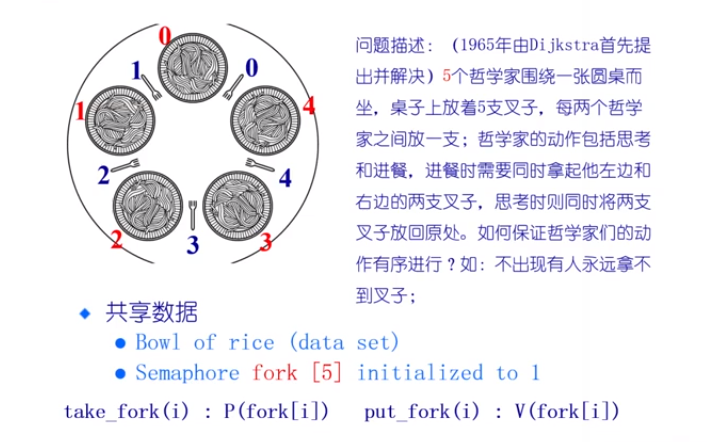 0
1
0
1
4
2
4
2
3
3
问题描述：（1965年由Dijkstra首先提
出并解决）5个哲学家围绕一张圆桌而
坐，桌子上放着5支叉子，每两个哲学
家之间放一支；哲学家的动作包括思考
和进餐，进餐时需要同时拿起他左边和
右边的两支叉子，思考时则同时将两支
叉子放回原处。如何保证哲学家们的动
作有序进行？如：不出现有人永远拿不
到叉子；
共享数据
Bowl of rice (data set)
Semaphore fork [5] initialized to 1
take_fork(i) : P(fork[i]) put_fork(i) : V(fork[i])